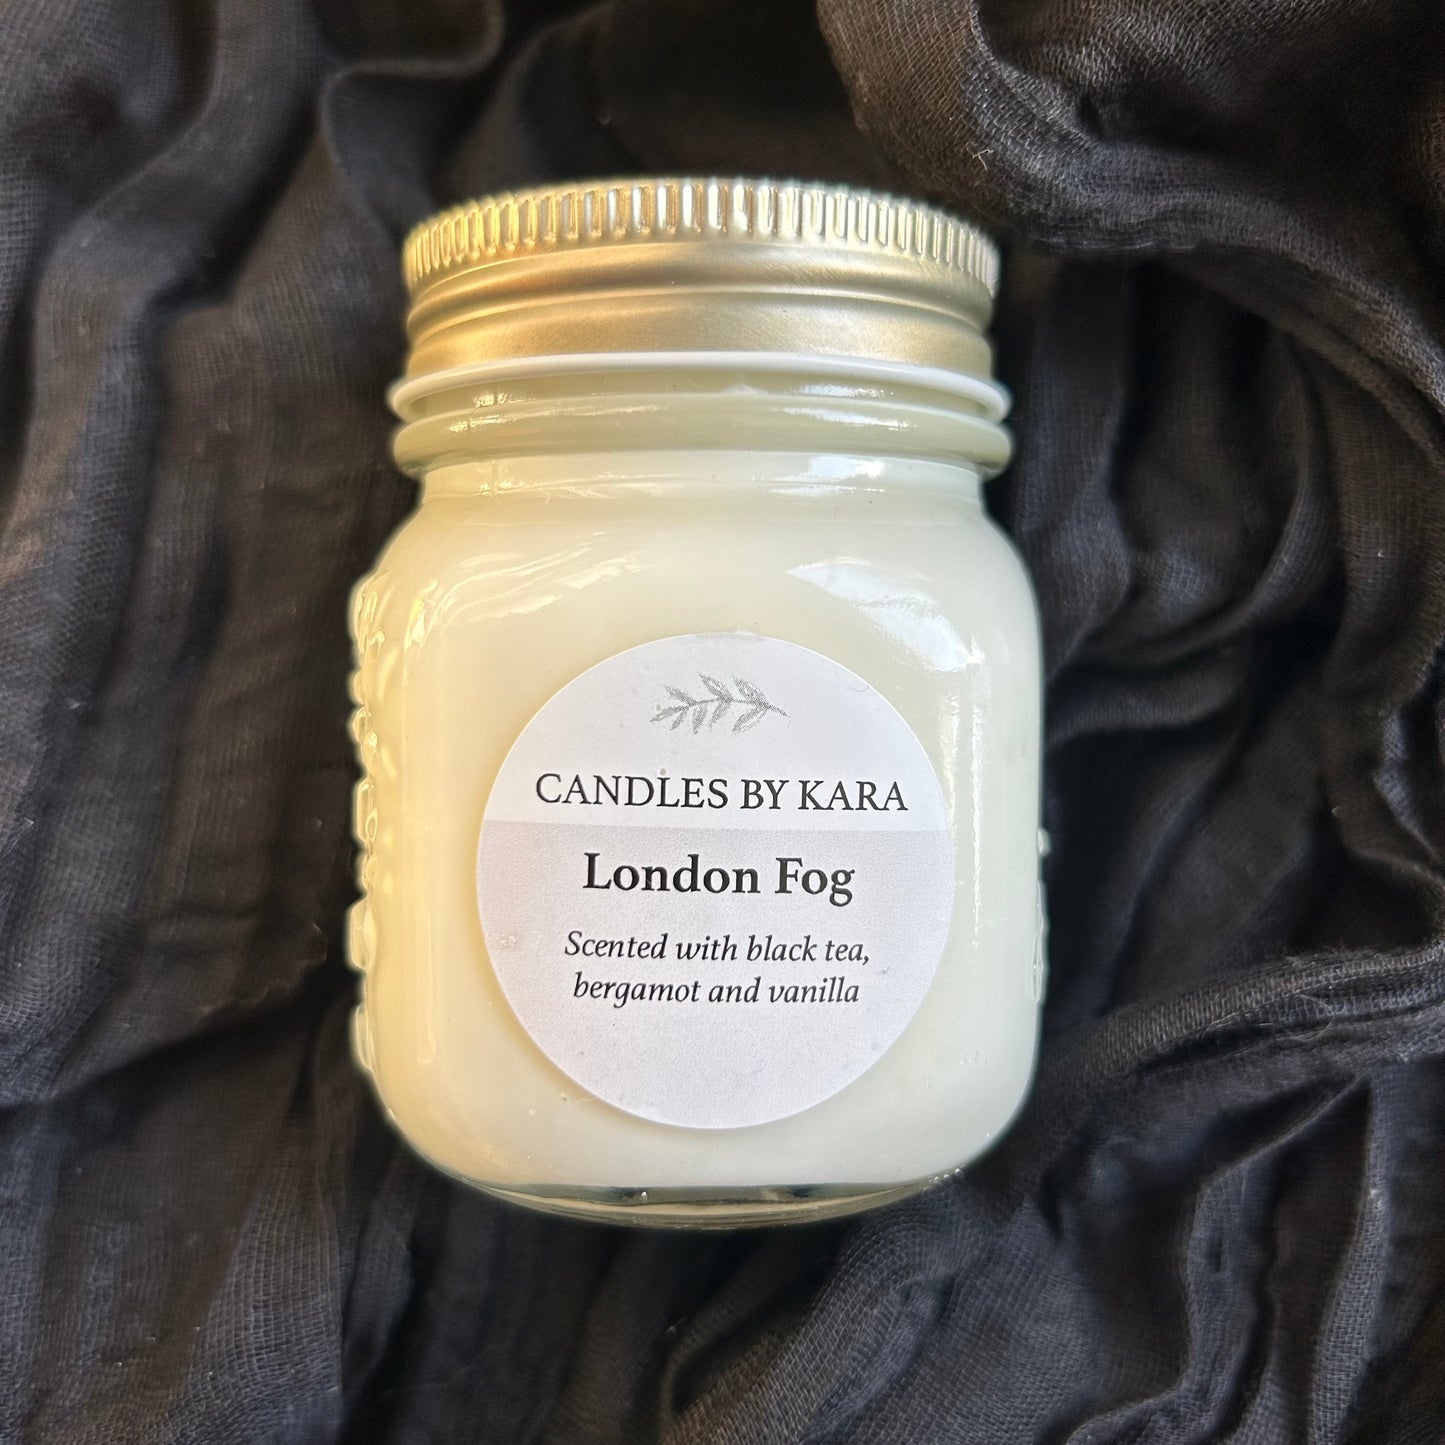 CANDLES BY KARA
London Fog
Scented with black tea,
bergamot and vanilla